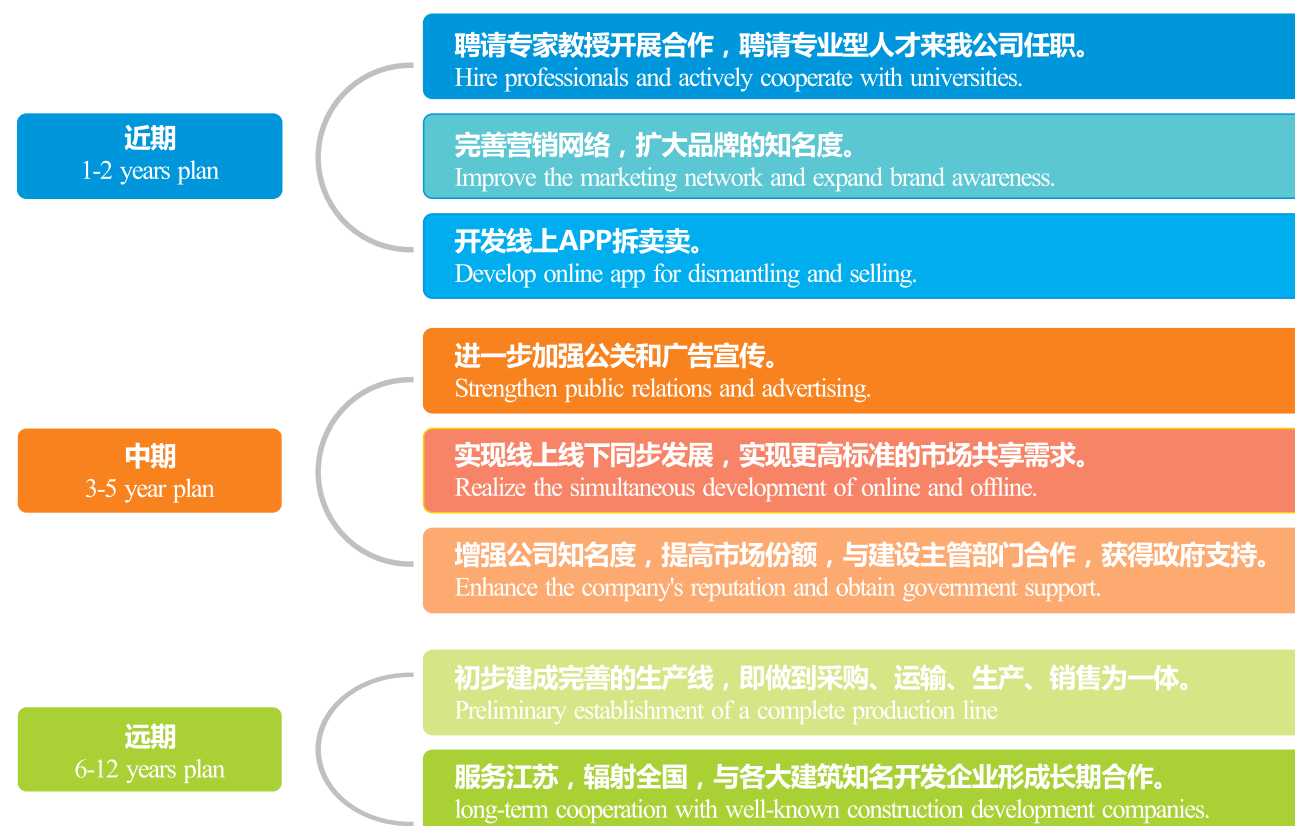 近期
1-2 years plan
聘请专家教授开展合作，聘请专业型人才来我公司任职。
Hire professionals and actively cooperate with universities.
完善营销网络，扩大品牌的知名度。
Improve the marketing network and expand brand awareness.
开发线上APP拆卖卖。
Develop online app for dismantling and selling.
中期
3-5 year plan
进一步加强公关和广告宣传。
Strengthen public relations and advertising.
实现线上线下同步发展，实现更高标准的市场共享需求。
Realize the simultaneous development of online and offline.
增强公司知名度，提高市场份额，与建设主管部门合作，获得政府支持。
Enhance the company's reputation and obtain government support.
远期
6-12 years plan
初步建成完善的生产线，即做到采购、运输、生产、销售为一体。
Preliminary establishment of a complete production line
服务江苏，辐射全国，与各大建筑知名开发企业形成长期合作。
long-term cooperation with well-known construction development companies.